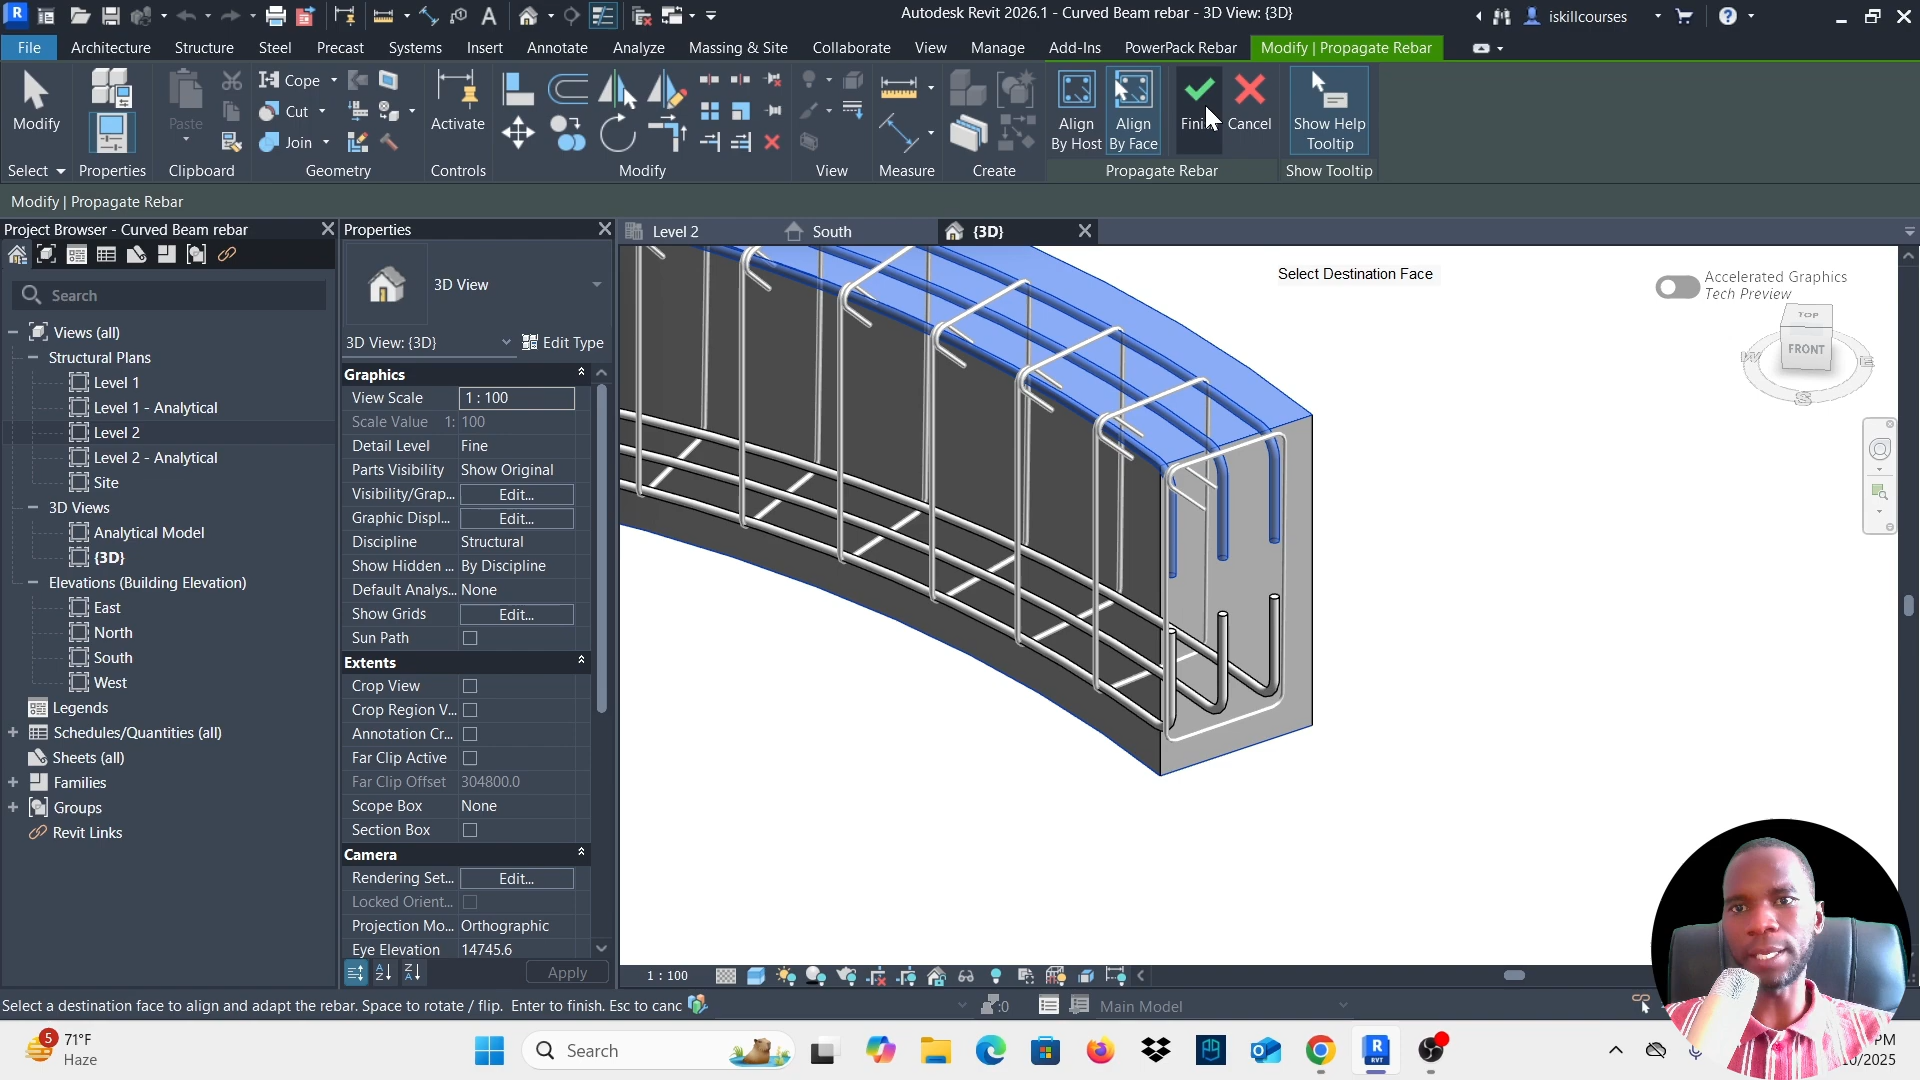 Autodesk Revit 2026.1 - Curved Beam rebar - 3D View: {3D}
iskillcourses
File Architecture Structure Steel Precast Systems Insert Annotate Analyze Massing & Site Collaborate View Manage Add-Ins PowerPack Rebar Modify | Propagate Rebar
Modify
Paste
Cope
Cut
Join
Activate
Align By Host
Align By Face
Cancel
Show Help Tooltip
Select Properties Clipboard Geometry Controls Modify View Measure Create Propagate Rebar Show Tooltip
Modify | Propagate Rebar
Project Browser - Curved Beam rebar
Search
Views (all)
Structural Plans
Level 1
Level 1 - Analytical
Level 2
Level 2 - Analytical
Site
3D Views
Analytical Model
{3D}
Elevations (Building Elevation)
East
North
South
West
Legends
Schedules/Quantities (all)
Sheets (all)
Families
Groups
Revit Links
Properties
3D View
3D View: {3D} Edit Type
Graphics
View Scale 1 : 100
Scale Value 1: 100
Detail Level Fine
Parts Visibility Show Original
Visibility/Grap... Edit...
Graphic Displ... Edit...
Discipline Structural
Show Hidden ... By Discipline
Default Analys... None
Show Grids Edit...
Sun Path
Extents
Crop View
Crop Region V...
Annotation Cr...
Far Clip Active
Far Clip Offset 304800.0
Scope Box None
Section Box
Camera
Rendering Set... Edit...
Locked Orient...
Projection Mo... Orthographic
Eye Elevation 14745.6
Apply
Level 2 South {3D}
Select Destination Face
Accelerated Graphics
Tech Preview
TOP
FRONT
E
S
1 : 100
Select a destination face to align and adapt the rebar. Space to rotate / flip. Enter to finish. Esc to canc
:0
Main Model
5
71°F
Haze
Search